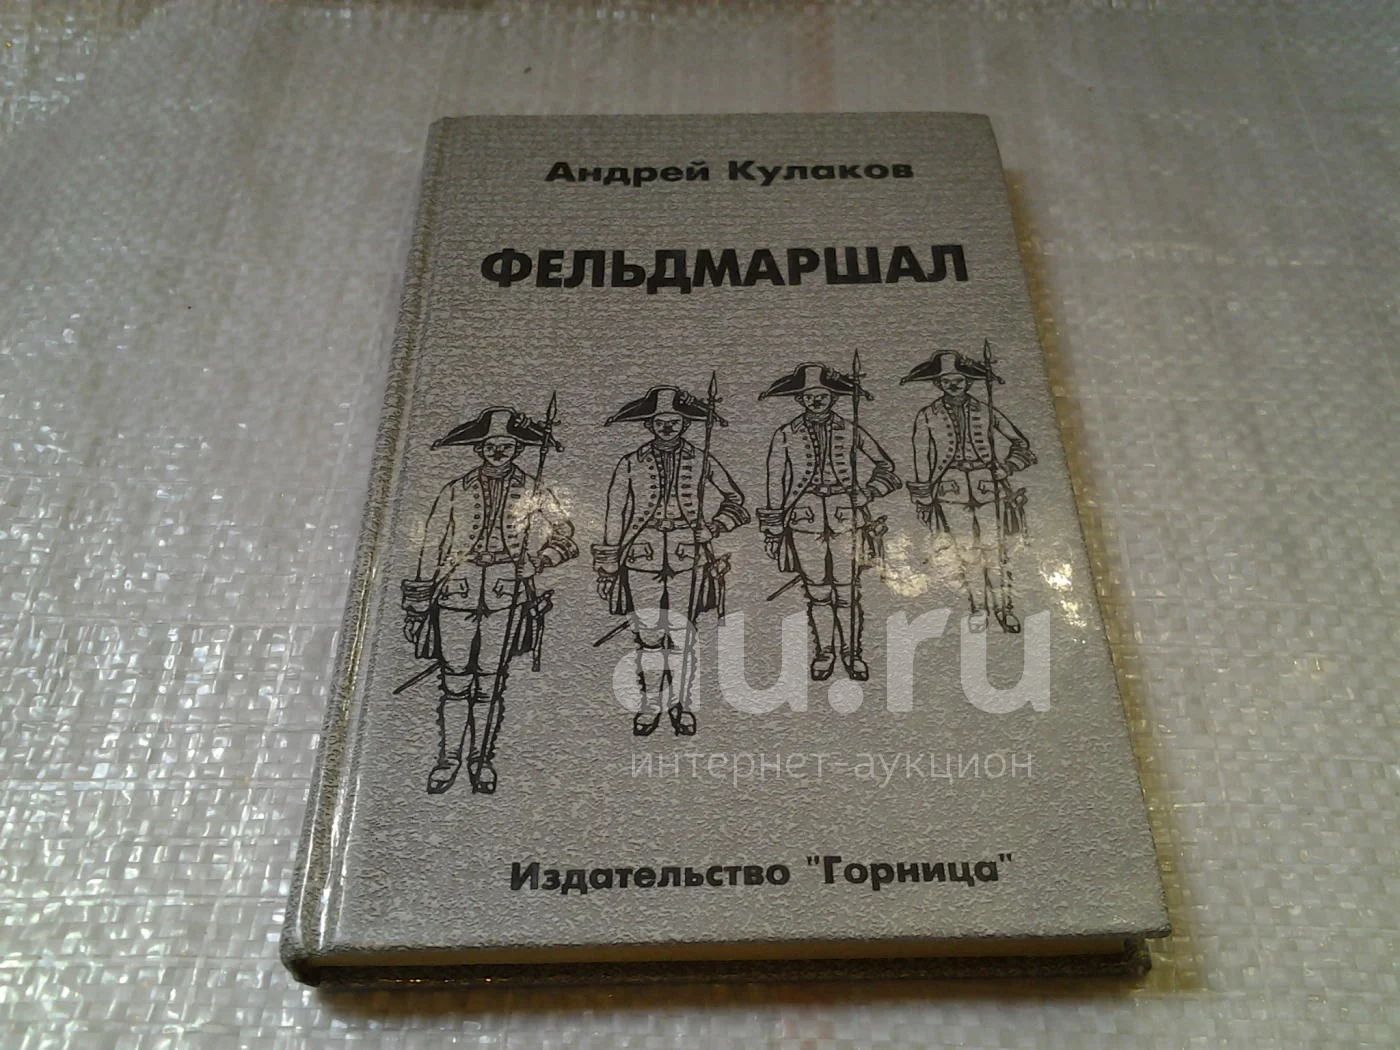 Андрей Кулаков
ФЕЛЬДМАРШАЛ
au.ru
интернет-аукцион
Издательство "Горница"